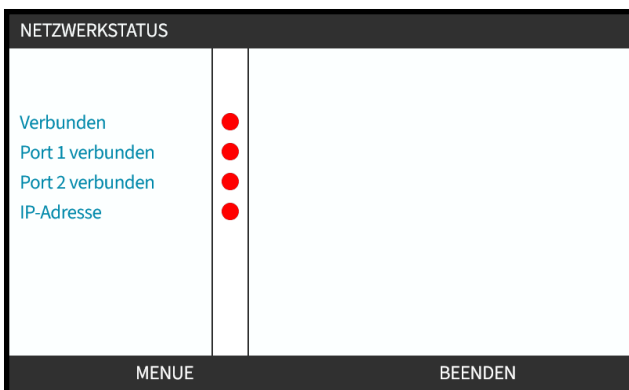 NETZWERKSTATUS
Verbunden
Port 1 verbunden
Port 2 verbunden
IP-Adresse
MENUE BEENDEN